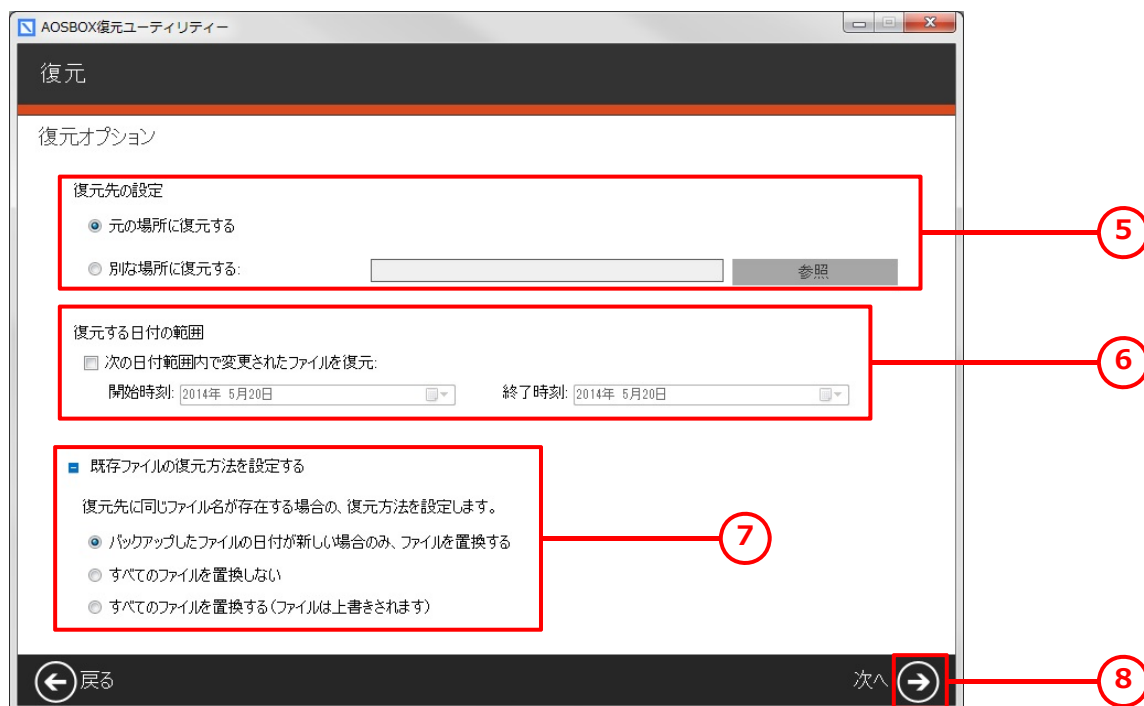 AOSBOX復元ユーティリティー
復元
復元オプション
復元先の設定
元の場所に復元する
別な場所に復元する: 参照
5
復元する日付の範囲
次の日付範囲内で変更されたファイルを復元:
開始時刻: 2014年 5月20日 終了時刻: 2014年 5月20日
6
既存ファイルの復元方法を設定する
復元先に同じファイル名が存在する場合の、復元方法を設定します。
バックアップしたファイルの日付が新しい場合のみ、ファイルを置換する
すべてのファイルを置換しない
すべてのファイルを置換する(ファイルは上書きされます)
7
戻る 次へ
8